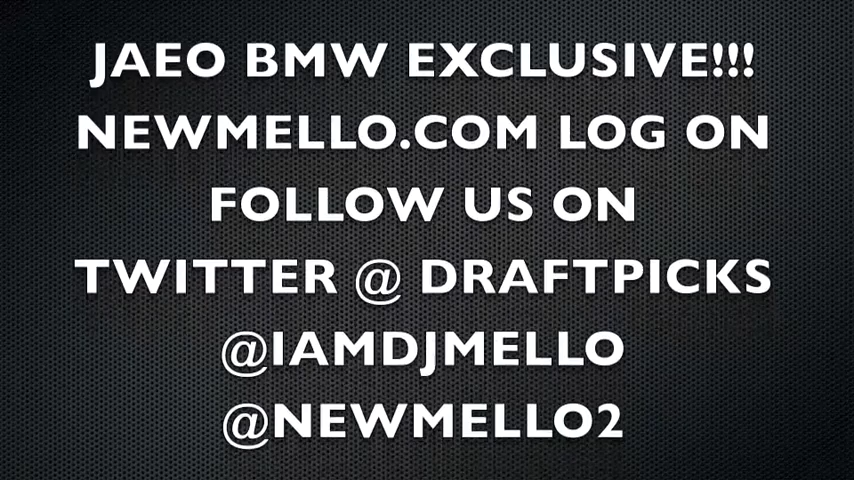 JAEO BMW EXCLUSIVE!!!
NEWMELLO.COM LOG ON
FOLLOW US ON
TWITTER @ DRAFTPICKS
@IAMDJMELLO
@NEWMELLO2